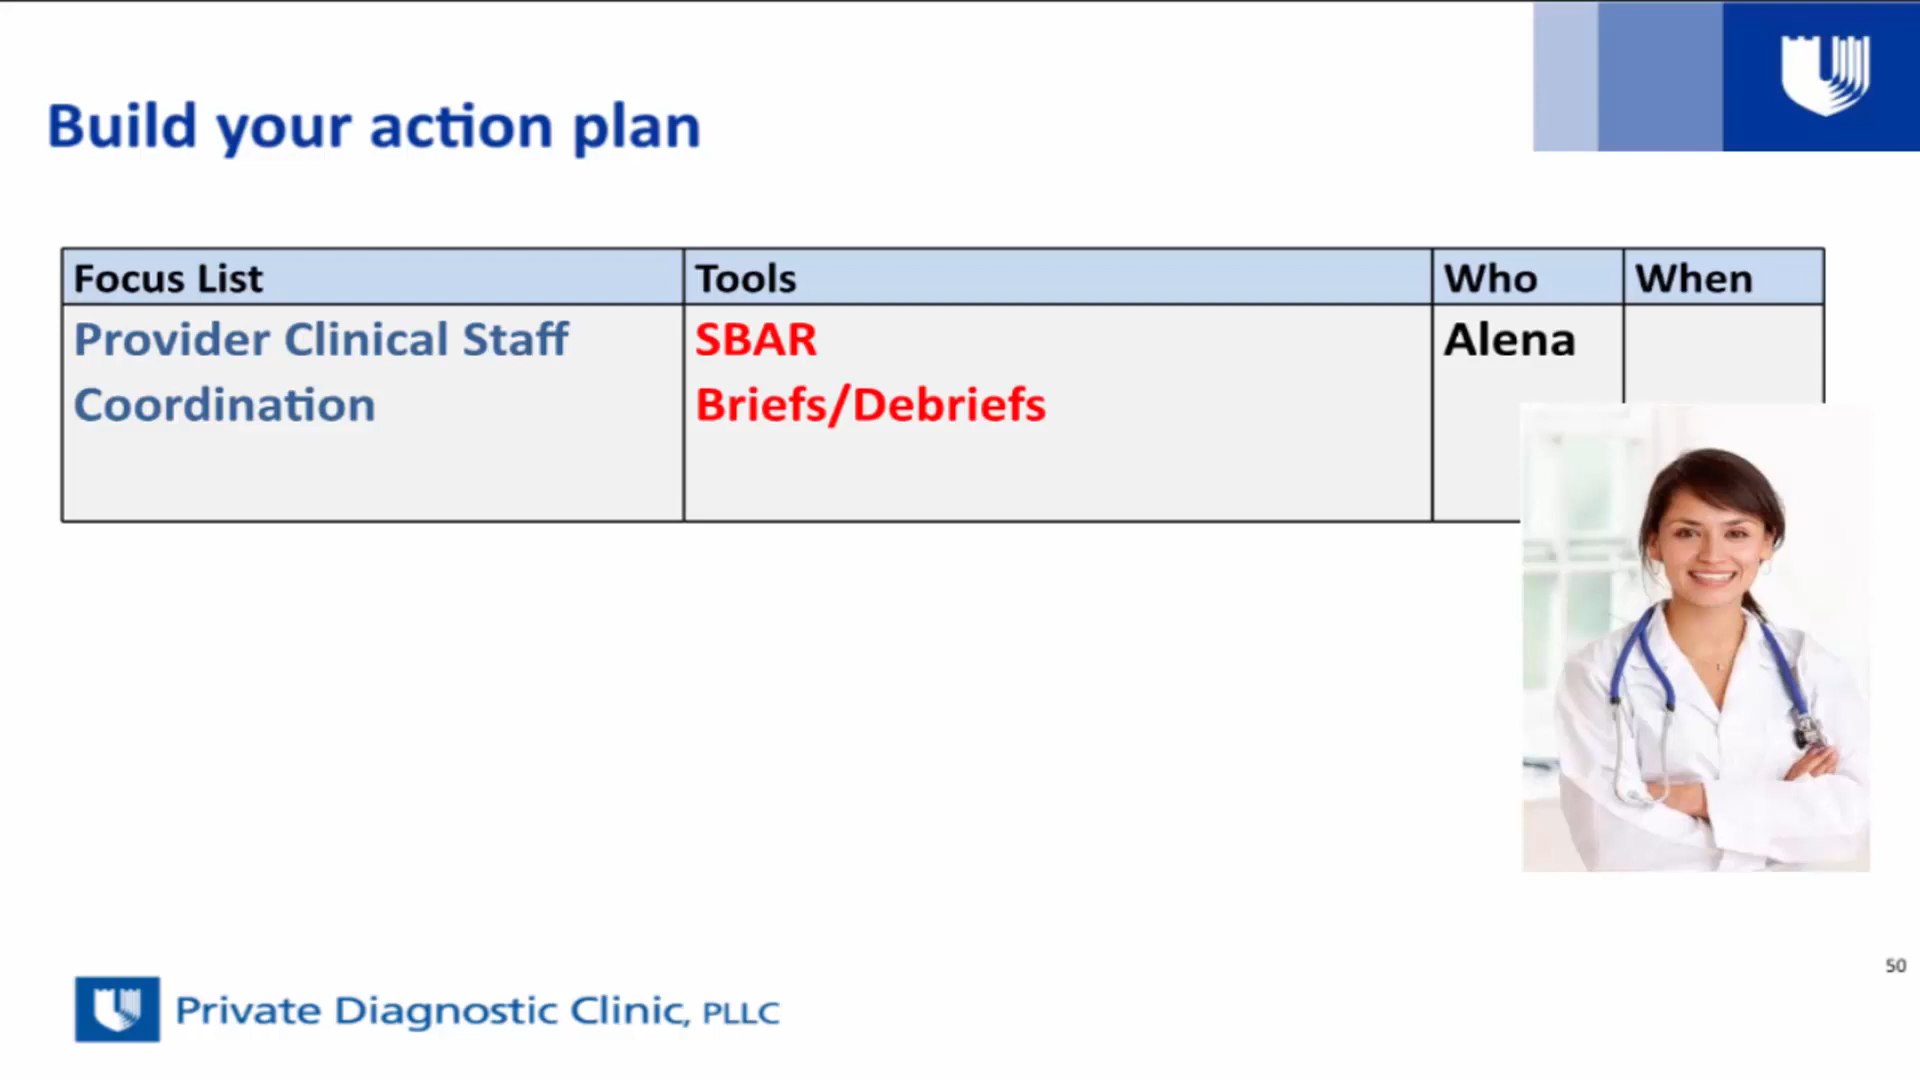 Build your action plan
Focus List
Tools
Who
When
Provider Clinical Staff
Coordination
SBAR
Briefs/Debriefs
Alena
50
Private Diagnostic Clinic, PLLC